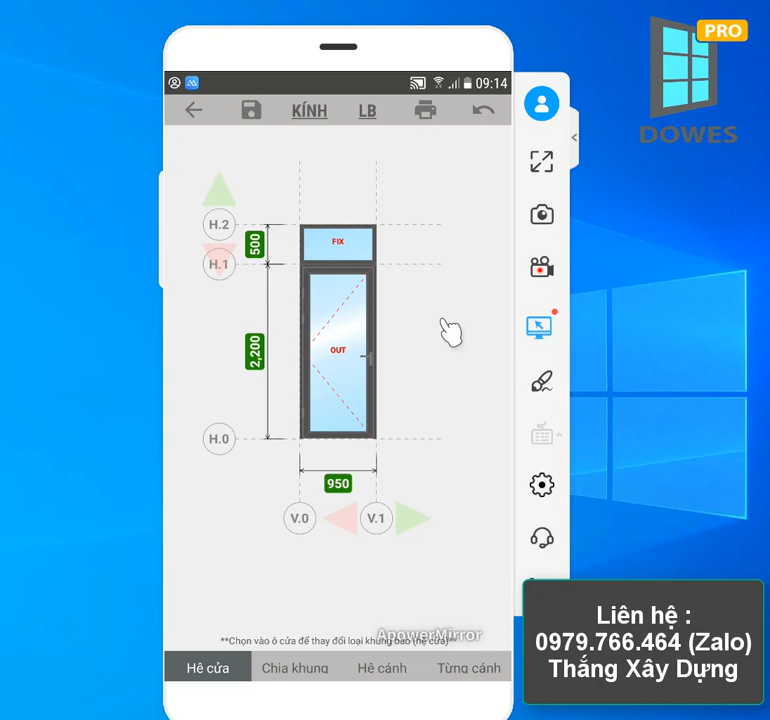 PRO
DOWES
09:14
KÍNH
LB
H.2
500
FIX
H.1
2,200
OUT
H.0
950
V.0
V.1
ApowerMirror
**Chọn vào ô cửa để thay đổi loại khung bao (hệ cửa)**
Hệ cửa
Chia khung
Hệ cánh
Từng cánh
Liên hệ :
0979.766.464 (Zalo)
Thắng Xây Dựng